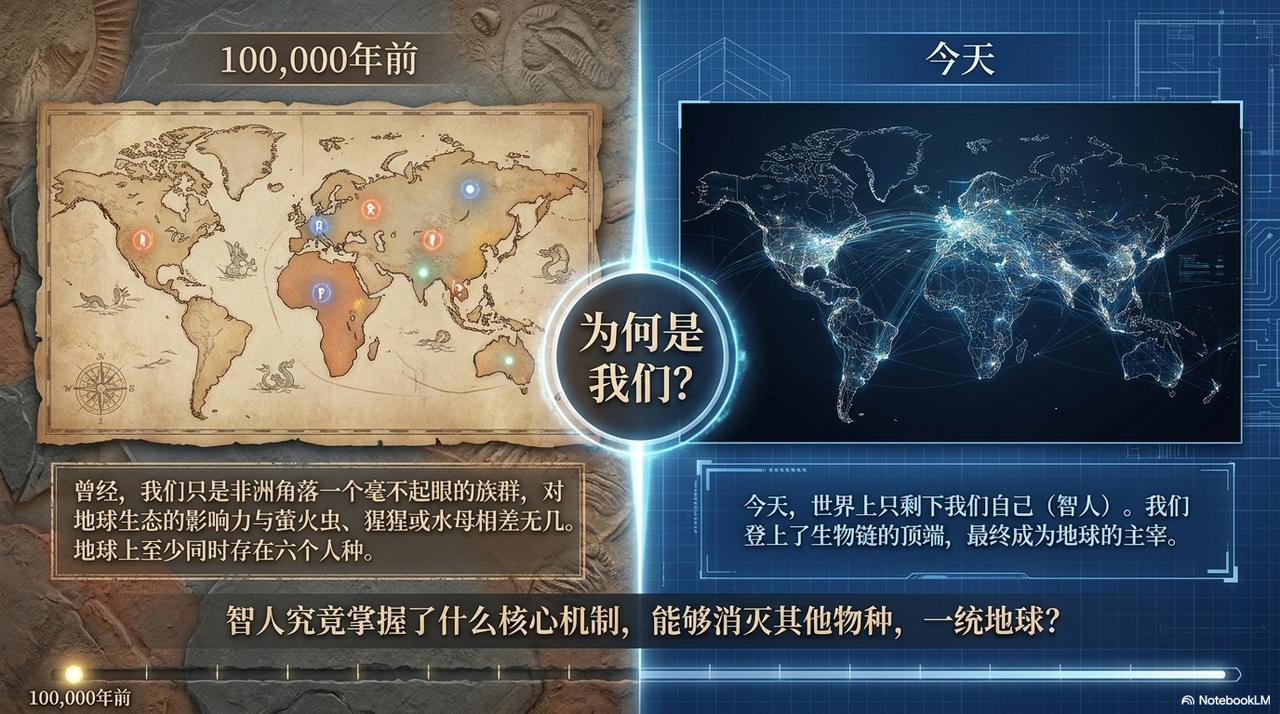 100,000年前
今天
为何是
我们？
曾经，我们只是非洲角落一个毫不起眼的族群，对
地球生态的影响力与萤火虫、猩猩或水母相差无几。
地球上至少同时存在六个人种。
今天，世界上只剩下我们自己（智人）。我们
登上了生物链的顶端，最终成为地球的主宰。
智人究竟掌握了什么核心机制，能够消灭其他物种，一统地球？
100,000年前
NotebookLM